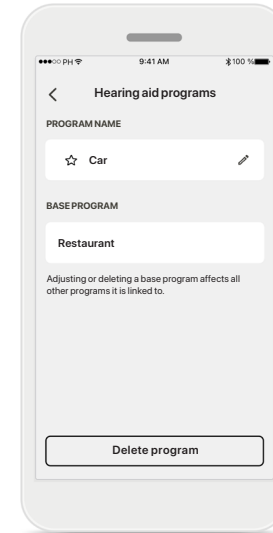 PH 9:41 AM 100 %
Hearing aid programs
PROGRAM NAME
Car
BASE PROGRAM
Restaurant
Adjusting or deleting a base program affects all
other programs it is linked to.
Delete program